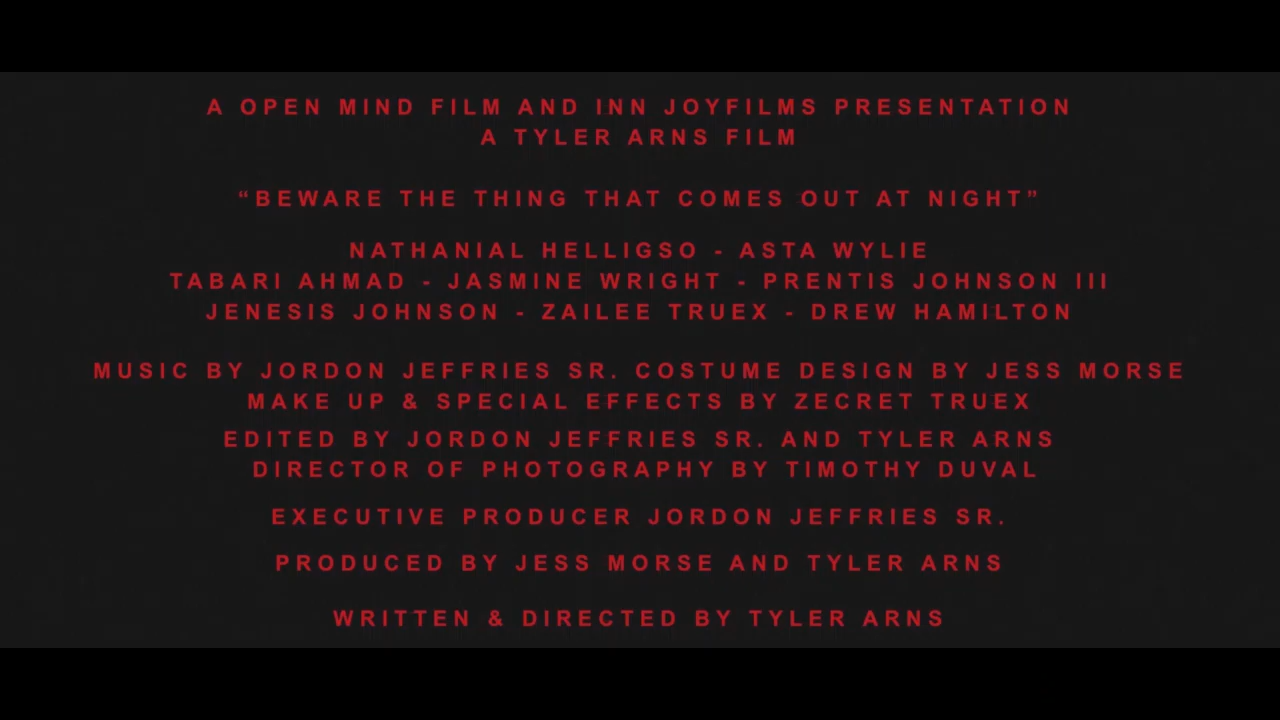 A OPEN MIND FILM AND INN JOYFILMS PRESENTATION
A TYLER ARNS FILM
“BEWARE THE THING THAT COMES OUT AT NIGHT”
NATHANIAL HELLIGSO - ASTA WYLIE
TABARI AHMAD - JASMINE WRIGHT - PRENTIS JOHNSON III
JENESIS JOHNSON - ZAILEE TRUEX - DREW HAMILTON
MUSIC BY JORDON JEFFRIES SR. COSTUME DESIGN BY JESS MORSE
MAKE UP & SPECIAL EFFECTS BY ZECRET TRUEX
EDITED BY JORDON JEFFRIES SR. AND TYLER ARNS
DIRECTOR OF PHOTOGRAPHY BY TIMOTHY DUVAL
EXECUTIVE PRODUCER JORDON JEFFRIES SR.
PRODUCED BY JESS MORSE AND TYLER ARNS
WRITTEN & DIRECTED BY TYLER ARNS